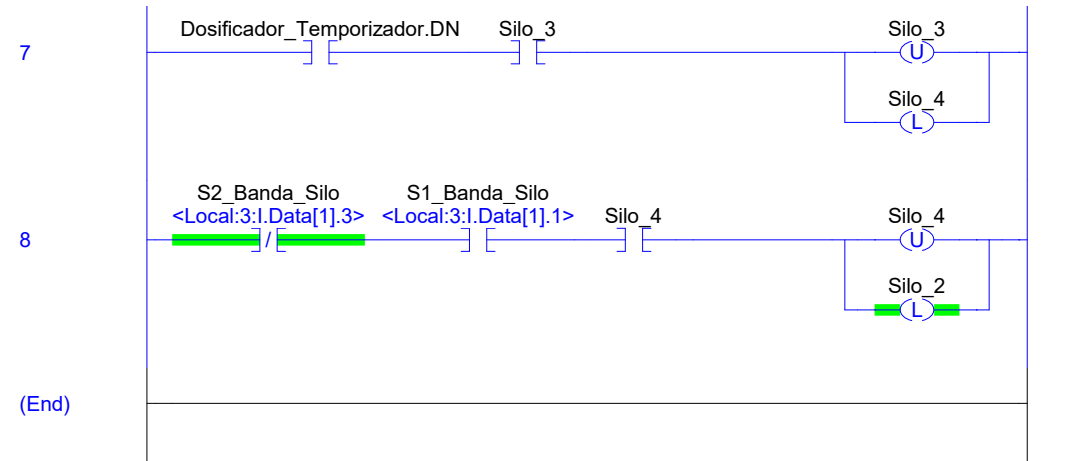 Dosificador_Temporizador.DN Silo_3 Silo_3
7
U
Silo_4
L
S2_Banda_Silo S1_Banda_Silo
<Local:3:I.Data[1].3> <Local:3:I.Data[1].1> Silo_4 Silo_4
8
/
U
Silo_2
L
(End)